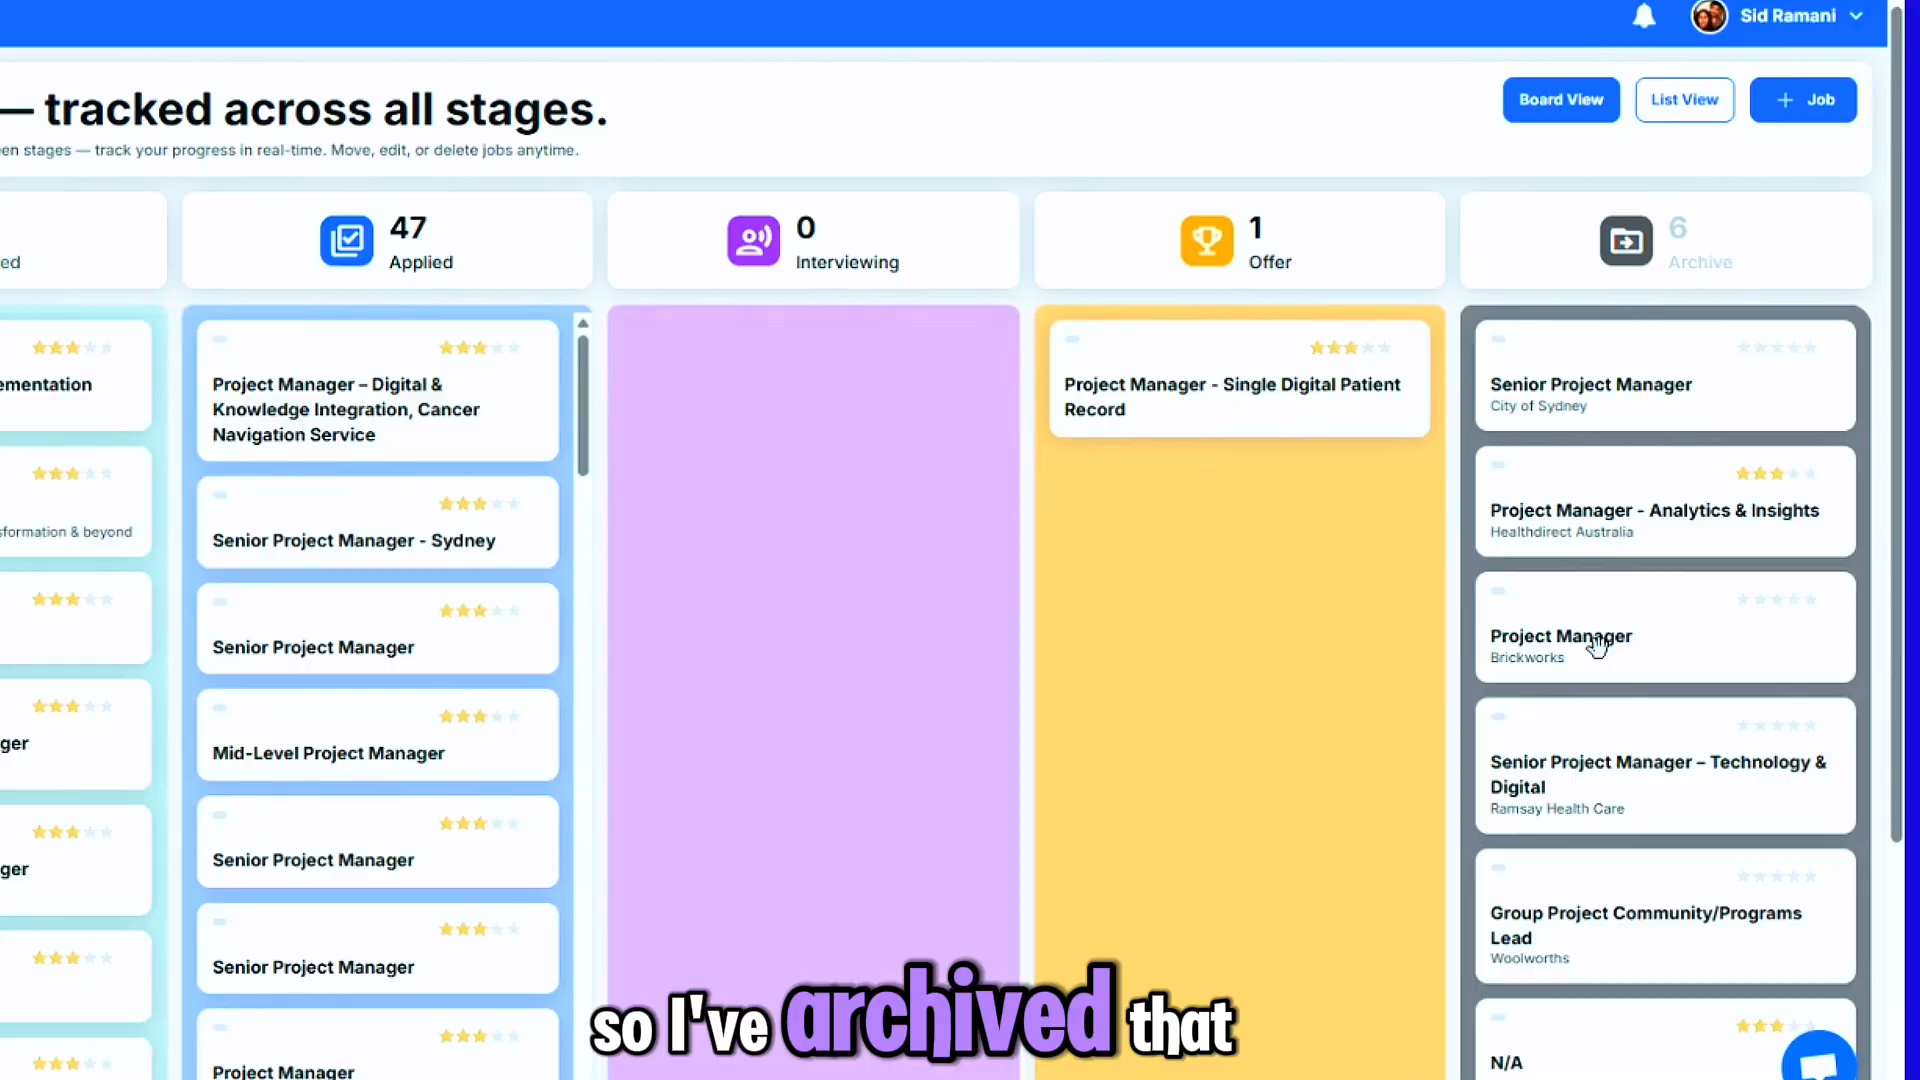 Sid Ramani
— tracked across all stages.
en stages — track your progress in real-time. Move, edit, or delete jobs anytime.
Board View
List View
+ Job
ed
47
Applied
0
Interviewing
1
Offer
6
Archive
ementation
sformation & beyond
ger
ger
Project Manager – Digital &
Knowledge Integration, Cancer
Navigation Service
Senior Project Manager - Sydney
Senior Project Manager
Mid-Level Project Manager
Senior Project Manager
Senior Project Manager
Project Manager
Project Manager - Single Digital Patient
Record
Senior Project Manager
City of Sydney
Project Manager - Analytics & Insights
Healthdirect Australia
Project Manager
Brickworks
Senior Project Manager – Technology &
Digital
Ramsay Health Care
Group Project Community/Programs
Lead
Woolworths
N/A
so I've archived that